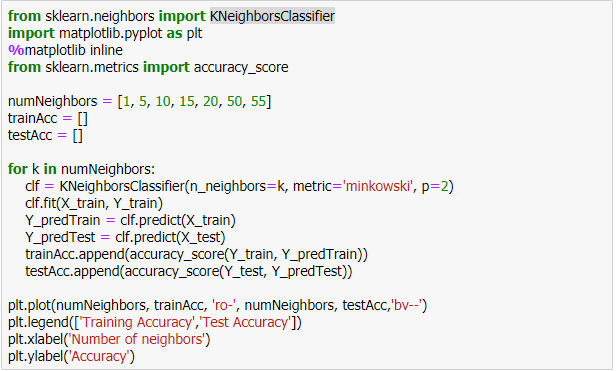 from sklearn.neighbors import KNeighborsClassifier
import matplotlib.pyplot as plt
%matplotlib inline
from sklearn.metrics import accuracy_score

numNeighbors = [1, 5, 10, 15, 20, 50, 55]
trainAcc = []
testAcc = []

for k in numNeighbors:
    clf = KNeighborsClassifier(n_neighbors=k, metric='minkowski', p=2)
    clf.fit(X_train, Y_train)
    Y_predTrain = clf.predict(X_train)
    Y_predTest = clf.predict(X_test)
    trainAcc.append(accuracy_score(Y_train, Y_predTrain))
    testAcc.append(accuracy_score(Y_test, Y_predTest))

plt.plot(numNeighbors, trainAcc, 'ro-', numNeighbors, testAcc,'bv--')
plt.legend(['Training Accuracy','Test Accuracy'])
plt.xlabel('Number of neighbors')
plt.ylabel('Accuracy')